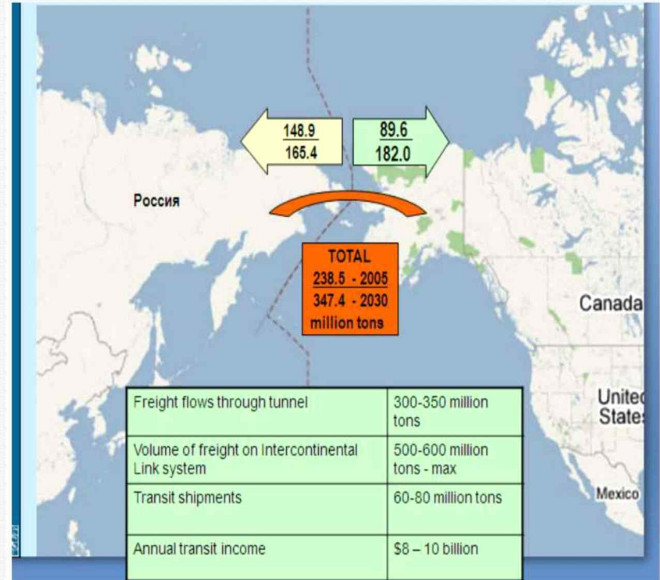 148.9
165.4
89.6
182.0
Россия
TOTAL
238.5 - 2005
347.4 - 2030
million tons
Canada
United
States
Mexico
Freight flows through tunnel
300-350 million
tons
Volume of freight on Intercontinental
Link system
500-600 million
tons - max
Transit shipments
60-80 million tons
Annual transit income
$8 – 10 billion